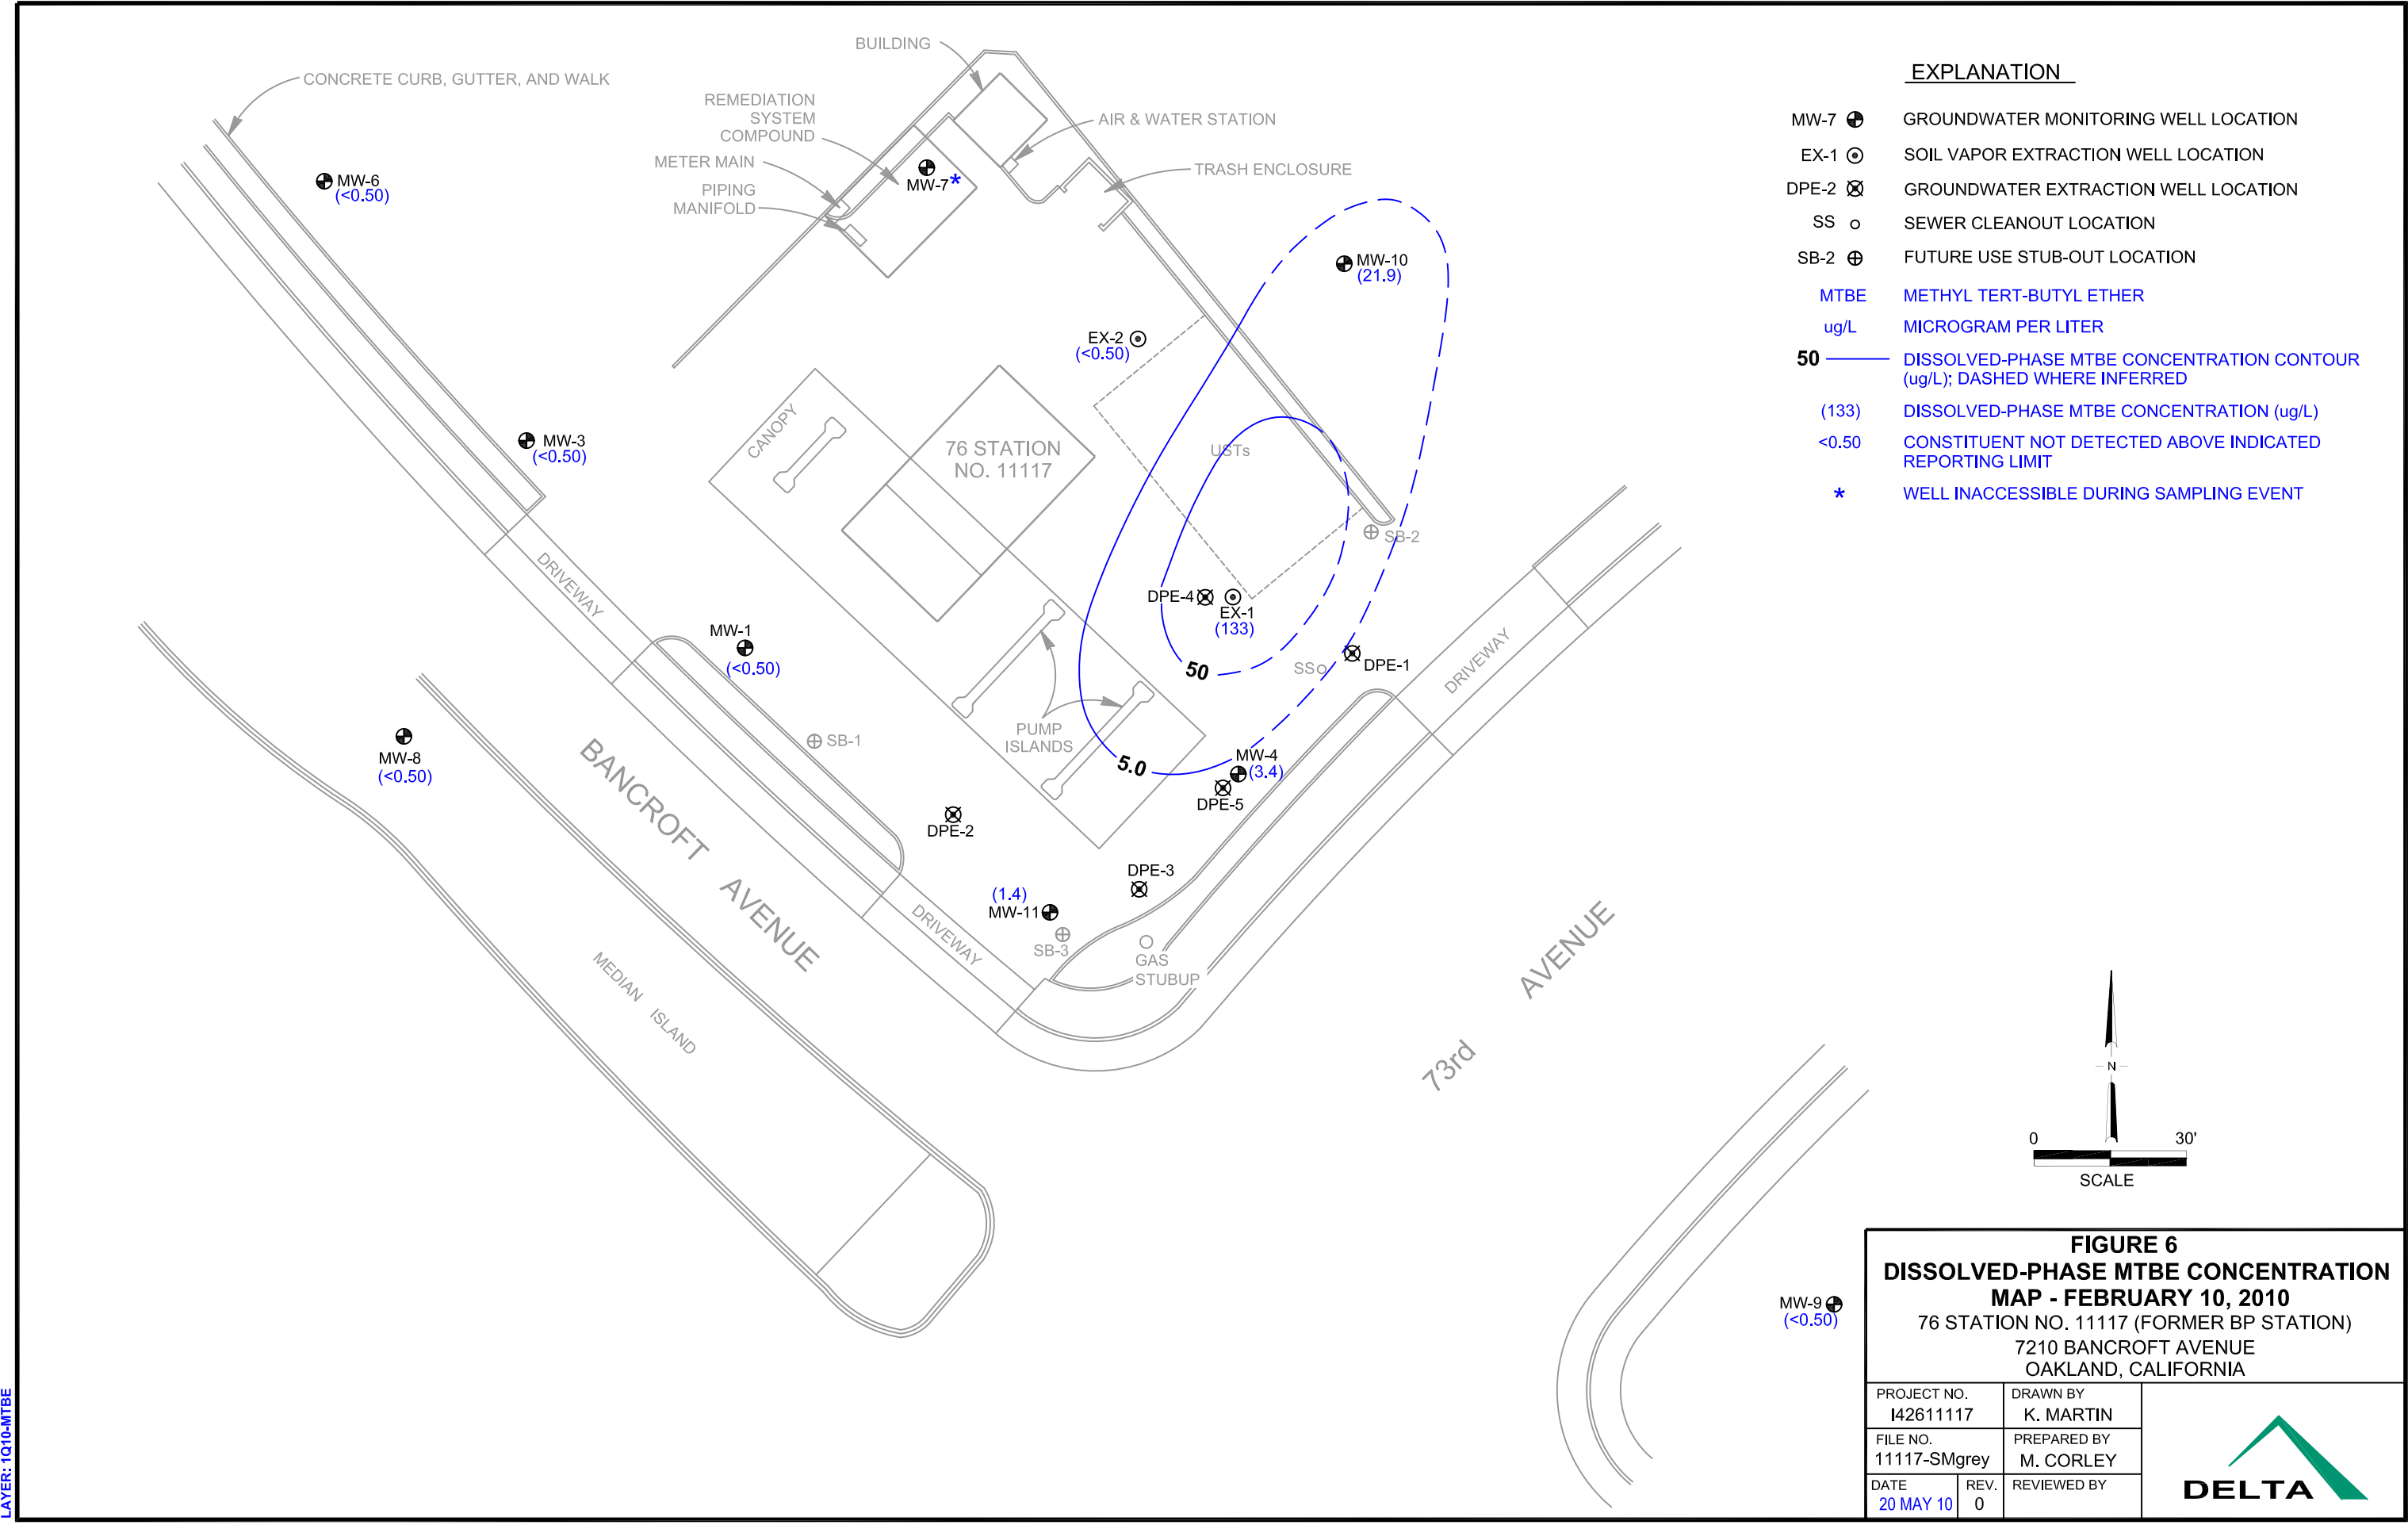 BUILDING
CONCRETE CURB, GUTTER, AND WALK
REMEDIATION
SYSTEM
COMPOUND
AIR & WATER STATION
METER MAIN
TRASH ENCLOSURE
PIPING
MANIFOLD
MW-6
(<0.50)
MW-7*
MW-10
(21.9)
EX-2
(<0.50)
CANOPY
76 STATION
NO. 11117
USTs
MW-3
(<0.50)
SB-2
DRIVEWAY
DPE-4
EX-1
(133)
MW-1
(<0.50)
50
SS
DPE-1
DRIVEWAY
PUMP
ISLANDS
SB-1
MW-8
(<0.50)
5.0
MW-4
(3.4)
DPE-5
DPE-2
DPE-3
(1.4)
MW-11
SB-3
DRIVEWAY
GAS
STUBUP
BANCROFT AVENUE
MEDIAN ISLAND
73rd AVENUE
MW-9
(<0.50)
EXPLANATION
MW-7 GROUNDWATER MONITORING WELL LOCATION
EX-1 SOIL VAPOR EXTRACTION WELL LOCATION
DPE-2 GROUNDWATER EXTRACTION WELL LOCATION
SS SEWER CLEANOUT LOCATION
SB-2 FUTURE USE STUB-OUT LOCATION
MTBE METHYL TERT-BUTYL ETHER
ug/L MICROGRAM PER LITER
50 DISSOLVED-PHASE MTBE CONCENTRATION CONTOUR
(ug/L); DASHED WHERE INFERRED
(133) DISSOLVED-PHASE MTBE CONCENTRATION (ug/L)
<0.50 CONSTITUENT NOT DETECTED ABOVE INDICATED
REPORTING LIMIT
* WELL INACCESSIBLE DURING SAMPLING EVENT
N
0 30'
SCALE
FIGURE 6
DISSOLVED-PHASE MTBE CONCENTRATION
MAP - FEBRUARY 10, 2010
76 STATION NO. 11117 (FORMER BP STATION)
7210 BANCROFT AVENUE
OAKLAND, CALIFORNIA
PROJECT NO.
I42611117
DRAWN BY
K. MARTIN
FILE NO.
11117-SMgrey
PREPARED BY
M. CORLEY
DATE
20 MAY 10
REV.
0
REVIEWED BY
DELTA
LAYER: 1Q10-MTBE